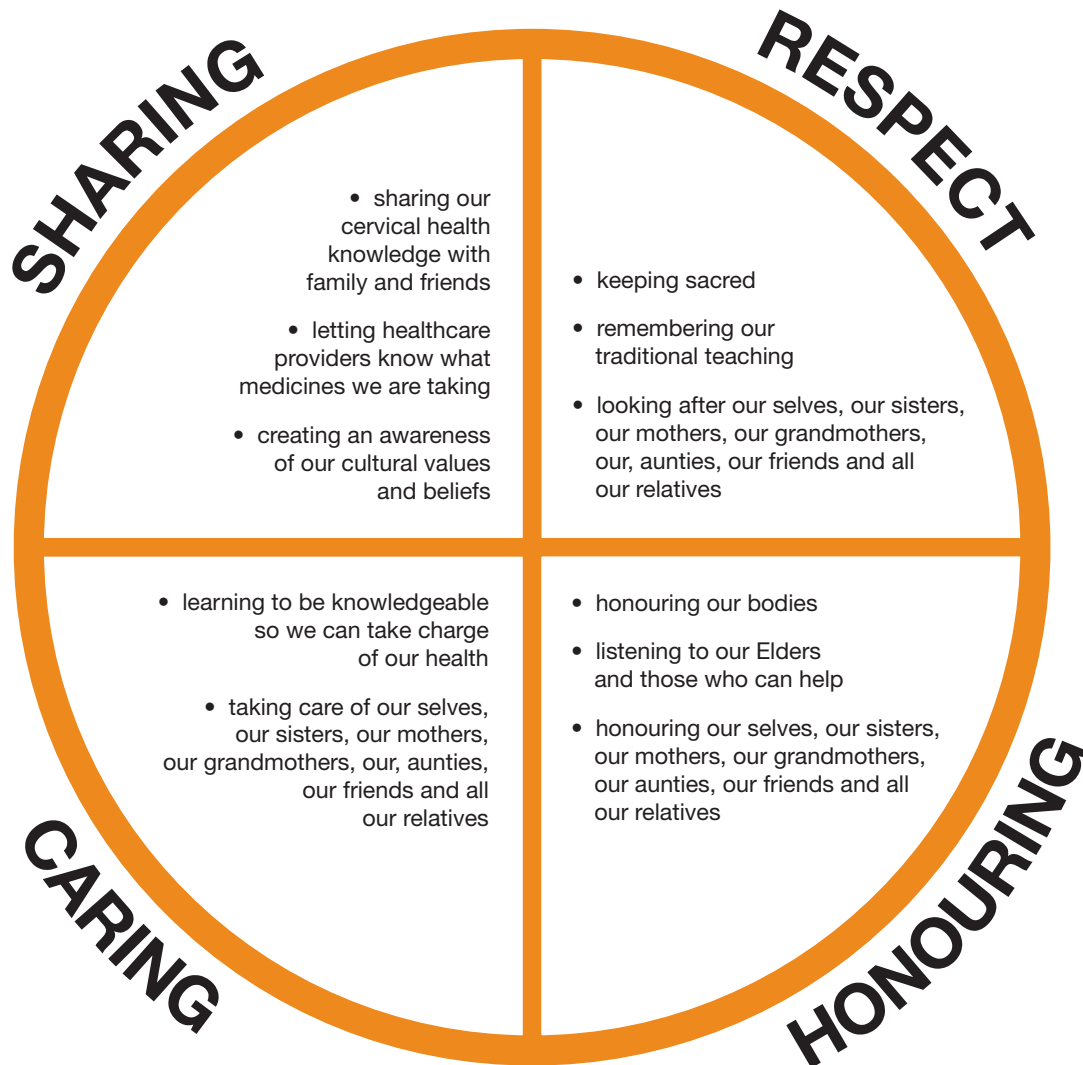 SHARING
• sharing our
cervical health
knowledge with
family and friends
• letting healthcare
providers know what
medicines we are taking
• creating an awareness
of our cultural values
and beliefs
RESPECT
• keeping sacred
• remembering our
traditional teaching
• looking after our selves, our sisters,
our mothers, our grandmothers,
our, aunties, our friends and all
our relatives
CARING
• learning to be knowledgeable
so we can take charge
of our health
• taking care of our selves,
our sisters, our mothers,
our grandmothers, our, aunties,
our friends and all
our relatives
HONOURING
• honouring our bodies
• listening to our Elders
and those who can help
• honouring our selves, our sisters,
our mothers, our grandmothers,
our aunties, our friends and all
our relatives